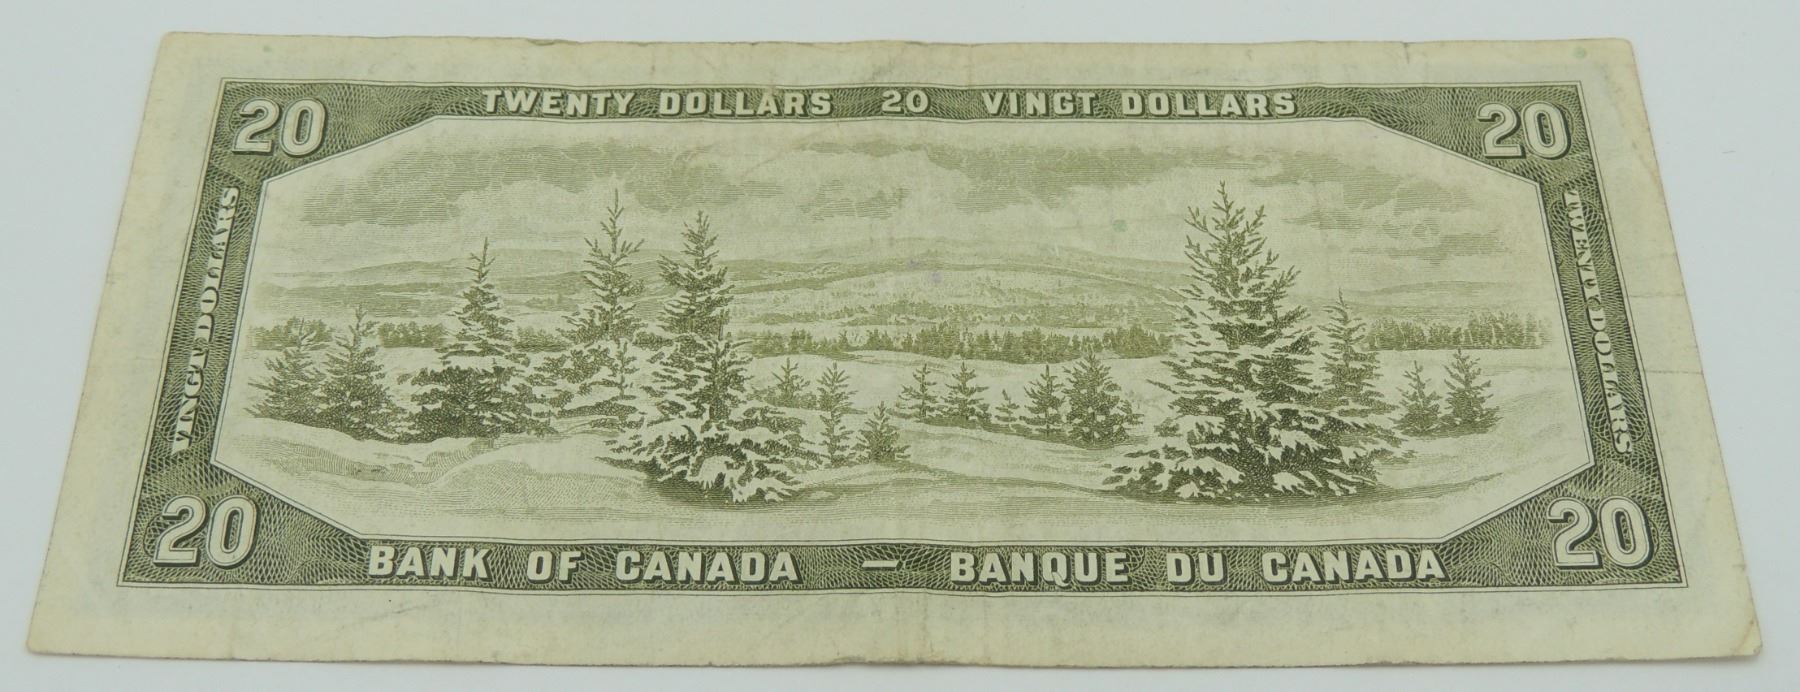 20 TWENTY DOLLARS 20 VINGT DOLLARS 20
VINGT DOLLARS
TWENTY DOLLARS
20 BANK OF CANADA — BANQUE DU CANADA 20